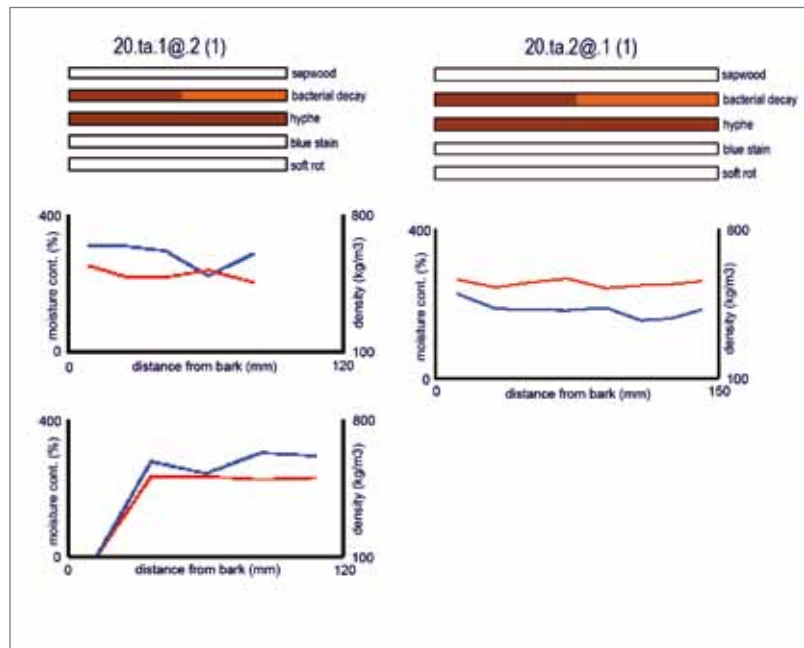 20.ta.1@.2 (1)
sapwood
bacterial decay
hyphe
blue stain
soft rot
400
800
moisture cont. (%)
density (kg/m3)
0
100
0
distance from bark (mm)
120
400
800
moisture cont. (%)
density (kg/m3)
0
100
0
distance from bark (mm)
120
20.ta.2@.1 (1)
sapwood
bacterial decay
hyphe
blue stain
soft rot
400
800
moisture cont. (%)
density (kg/m3)
0
100
0
distance from bark (mm)
150